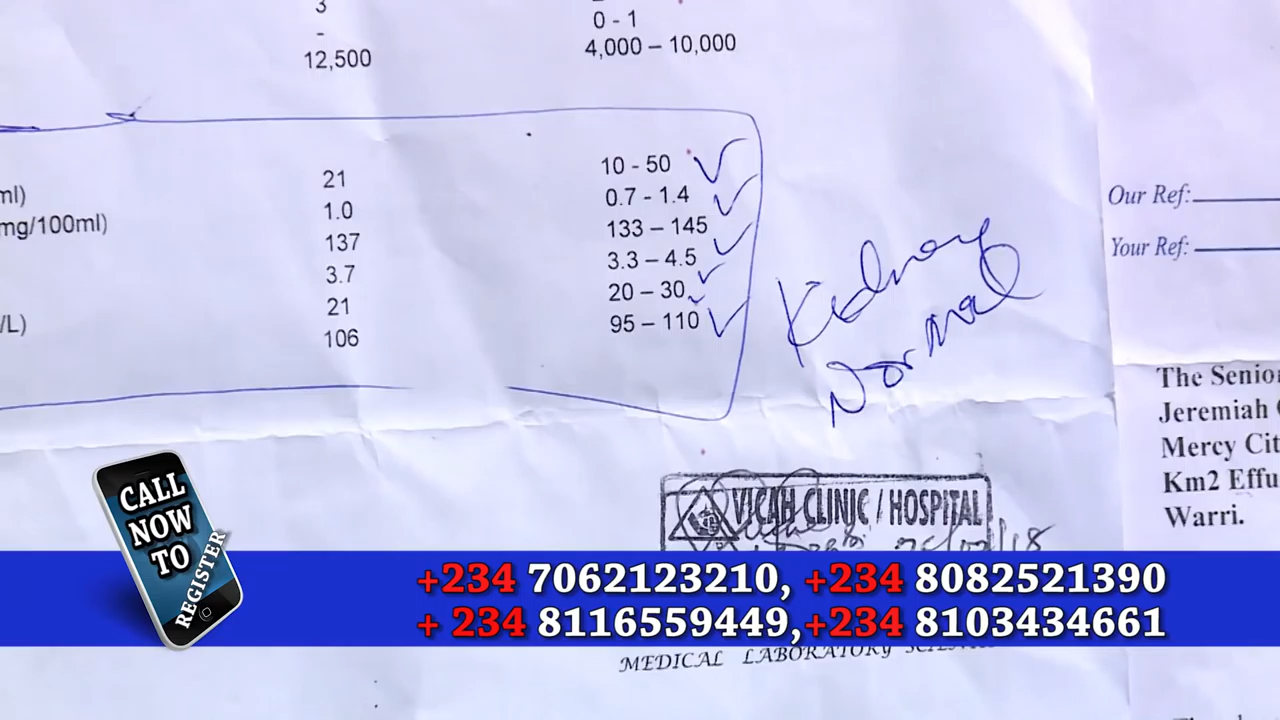 3
-
0 - 1
12,500
4,000 – 10,000
ml)
21
10 - 50
mg/100ml)
1.0
0.7 - 1.4
137
133 – 145
3.7
3.3 – 4.5
/L)
21
20 – 30
106
95 – 110
Kidney
Normal
Our Ref:
Your Ref:
The Senio
Jeremiah
Mercy Cit
Km2 Effu
Warri.
VICAH CLINIC / HOSPITAL
CALL
NOW
TO
REGISTER
+234 7062123210, +234 8082521390
+ 234 8116559449,+234 8103434661
MEDICAL LABORATORY